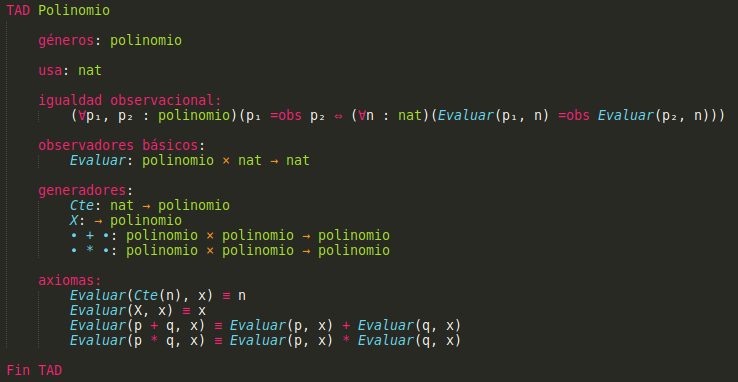 TAD Polinomio
géneros: polinomio
usa: nat
igualdad observacional:
(∀p₁, p₂ : polinomio)(p₁ =obs p₂ ⇔ (∀n : nat)(Evaluar(p₁, n) =obs Evaluar(p₂, n)))
observadores básicos:
Evaluar: polinomio × nat → nat
generadores:
Cte: nat → polinomio
X: → polinomio
• + •: polinomio × polinomio → polinomio
• * •: polinomio × polinomio → polinomio
axiomas:
Evaluar(Cte(n), x) ≡ n
Evaluar(X, x) ≡ x
Evaluar(p + q, x) ≡ Evaluar(p, x) + Evaluar(q, x)
Evaluar(p * q, x) ≡ Evaluar(p, x) * Evaluar(q, x)
Fin TAD